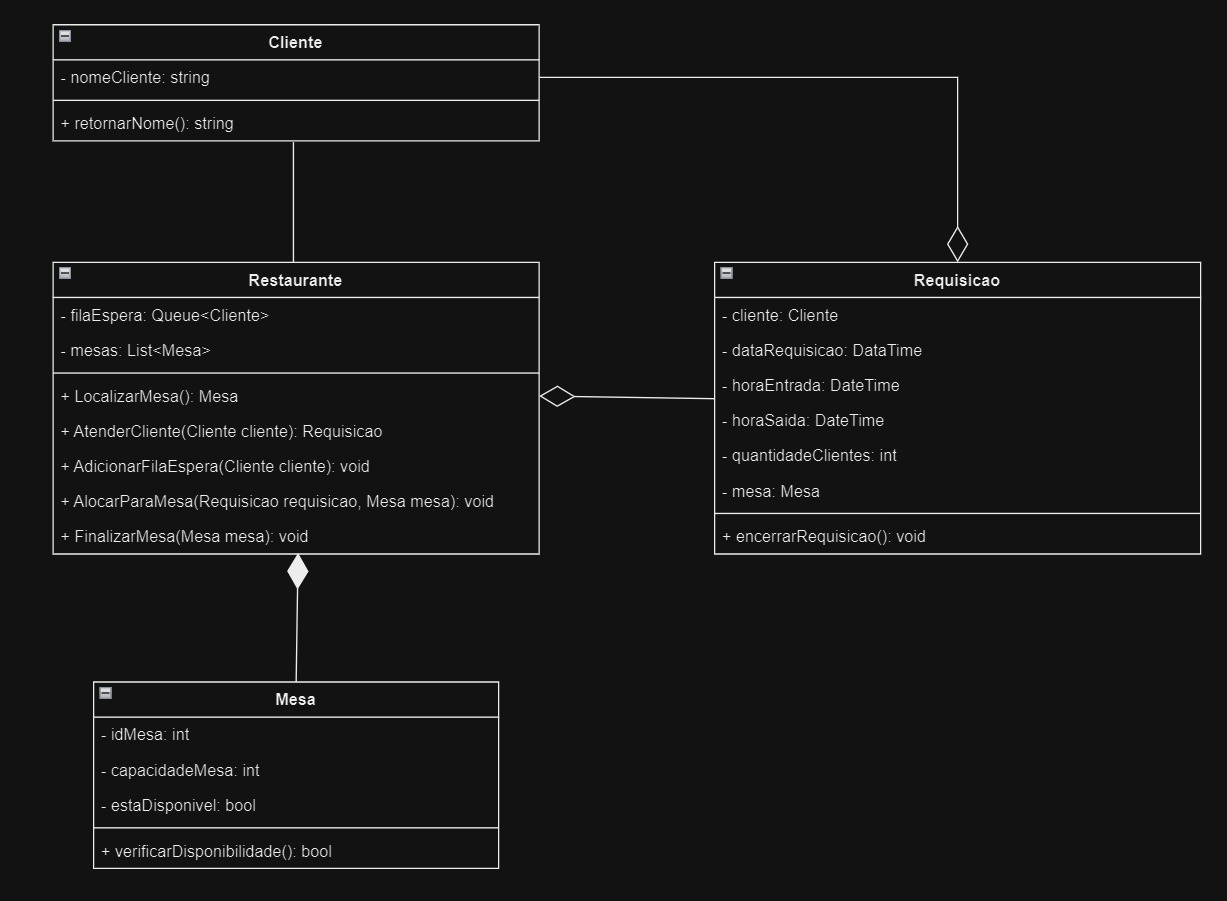 Cliente
- nomeCliente: string
+ retornarNome(): string
Restaurante
- filaEspera: Queue<Cliente>
- mesas: List<Mesa>
+ LocalizarMesa(): Mesa
+ AtenderCliente(Cliente cliente): Requisicao
+ AdicionarFilaEspera(Cliente cliente): void
+ AlocarParaMesa(Requisicao requisicao, Mesa mesa): void
+ FinalizarMesa(Mesa mesa): void
Requisicao
- cliente: Cliente
- dataRequisicao: DataTime
- horaEntrada: DateTime
- horaSaida: DateTime
- quantidadeClientes: int
- mesa: Mesa
+ encerrarRequisicao(): void
Mesa
- idMesa: int
- capacidadeMesa: int
- estaDisponivel: bool
+ verificarDisponibilidade(): bool